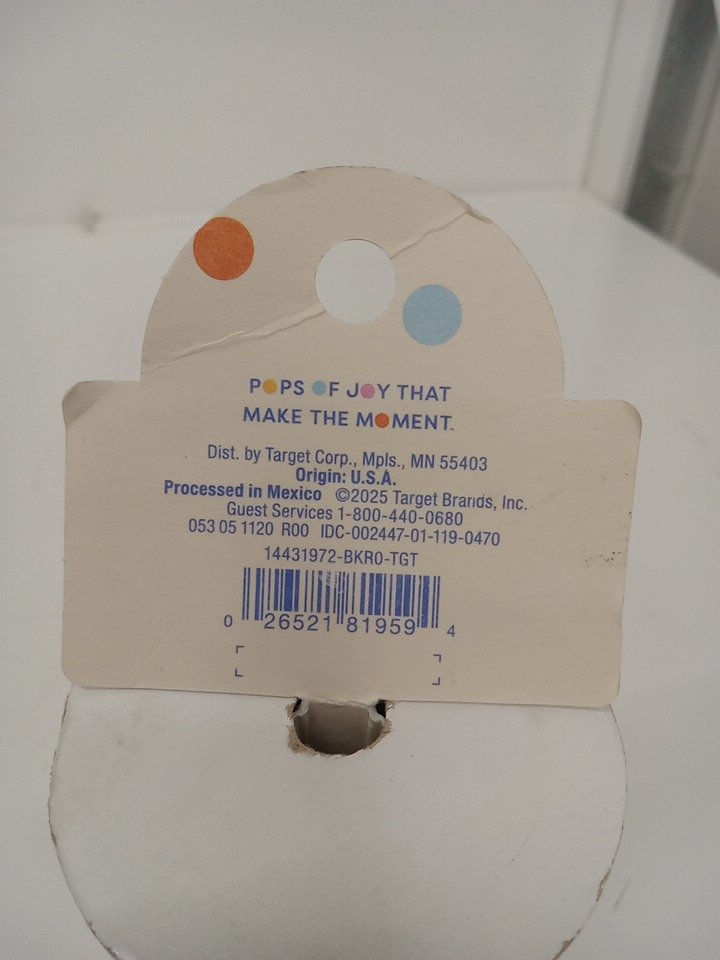 POPS OF JOY THAT
MAKE THE MOMENT™
Dist. by Target Corp., Mpls., MN 55403
Origin: U.S.A.
Processed in Mexico ©2025 Target Brands, Inc.
Guest Services 1-800-440-0680
053 05 1120 R00 IDC-002447-01-119-0470
14431972-BKR0-TGT
0 26521 81959 4